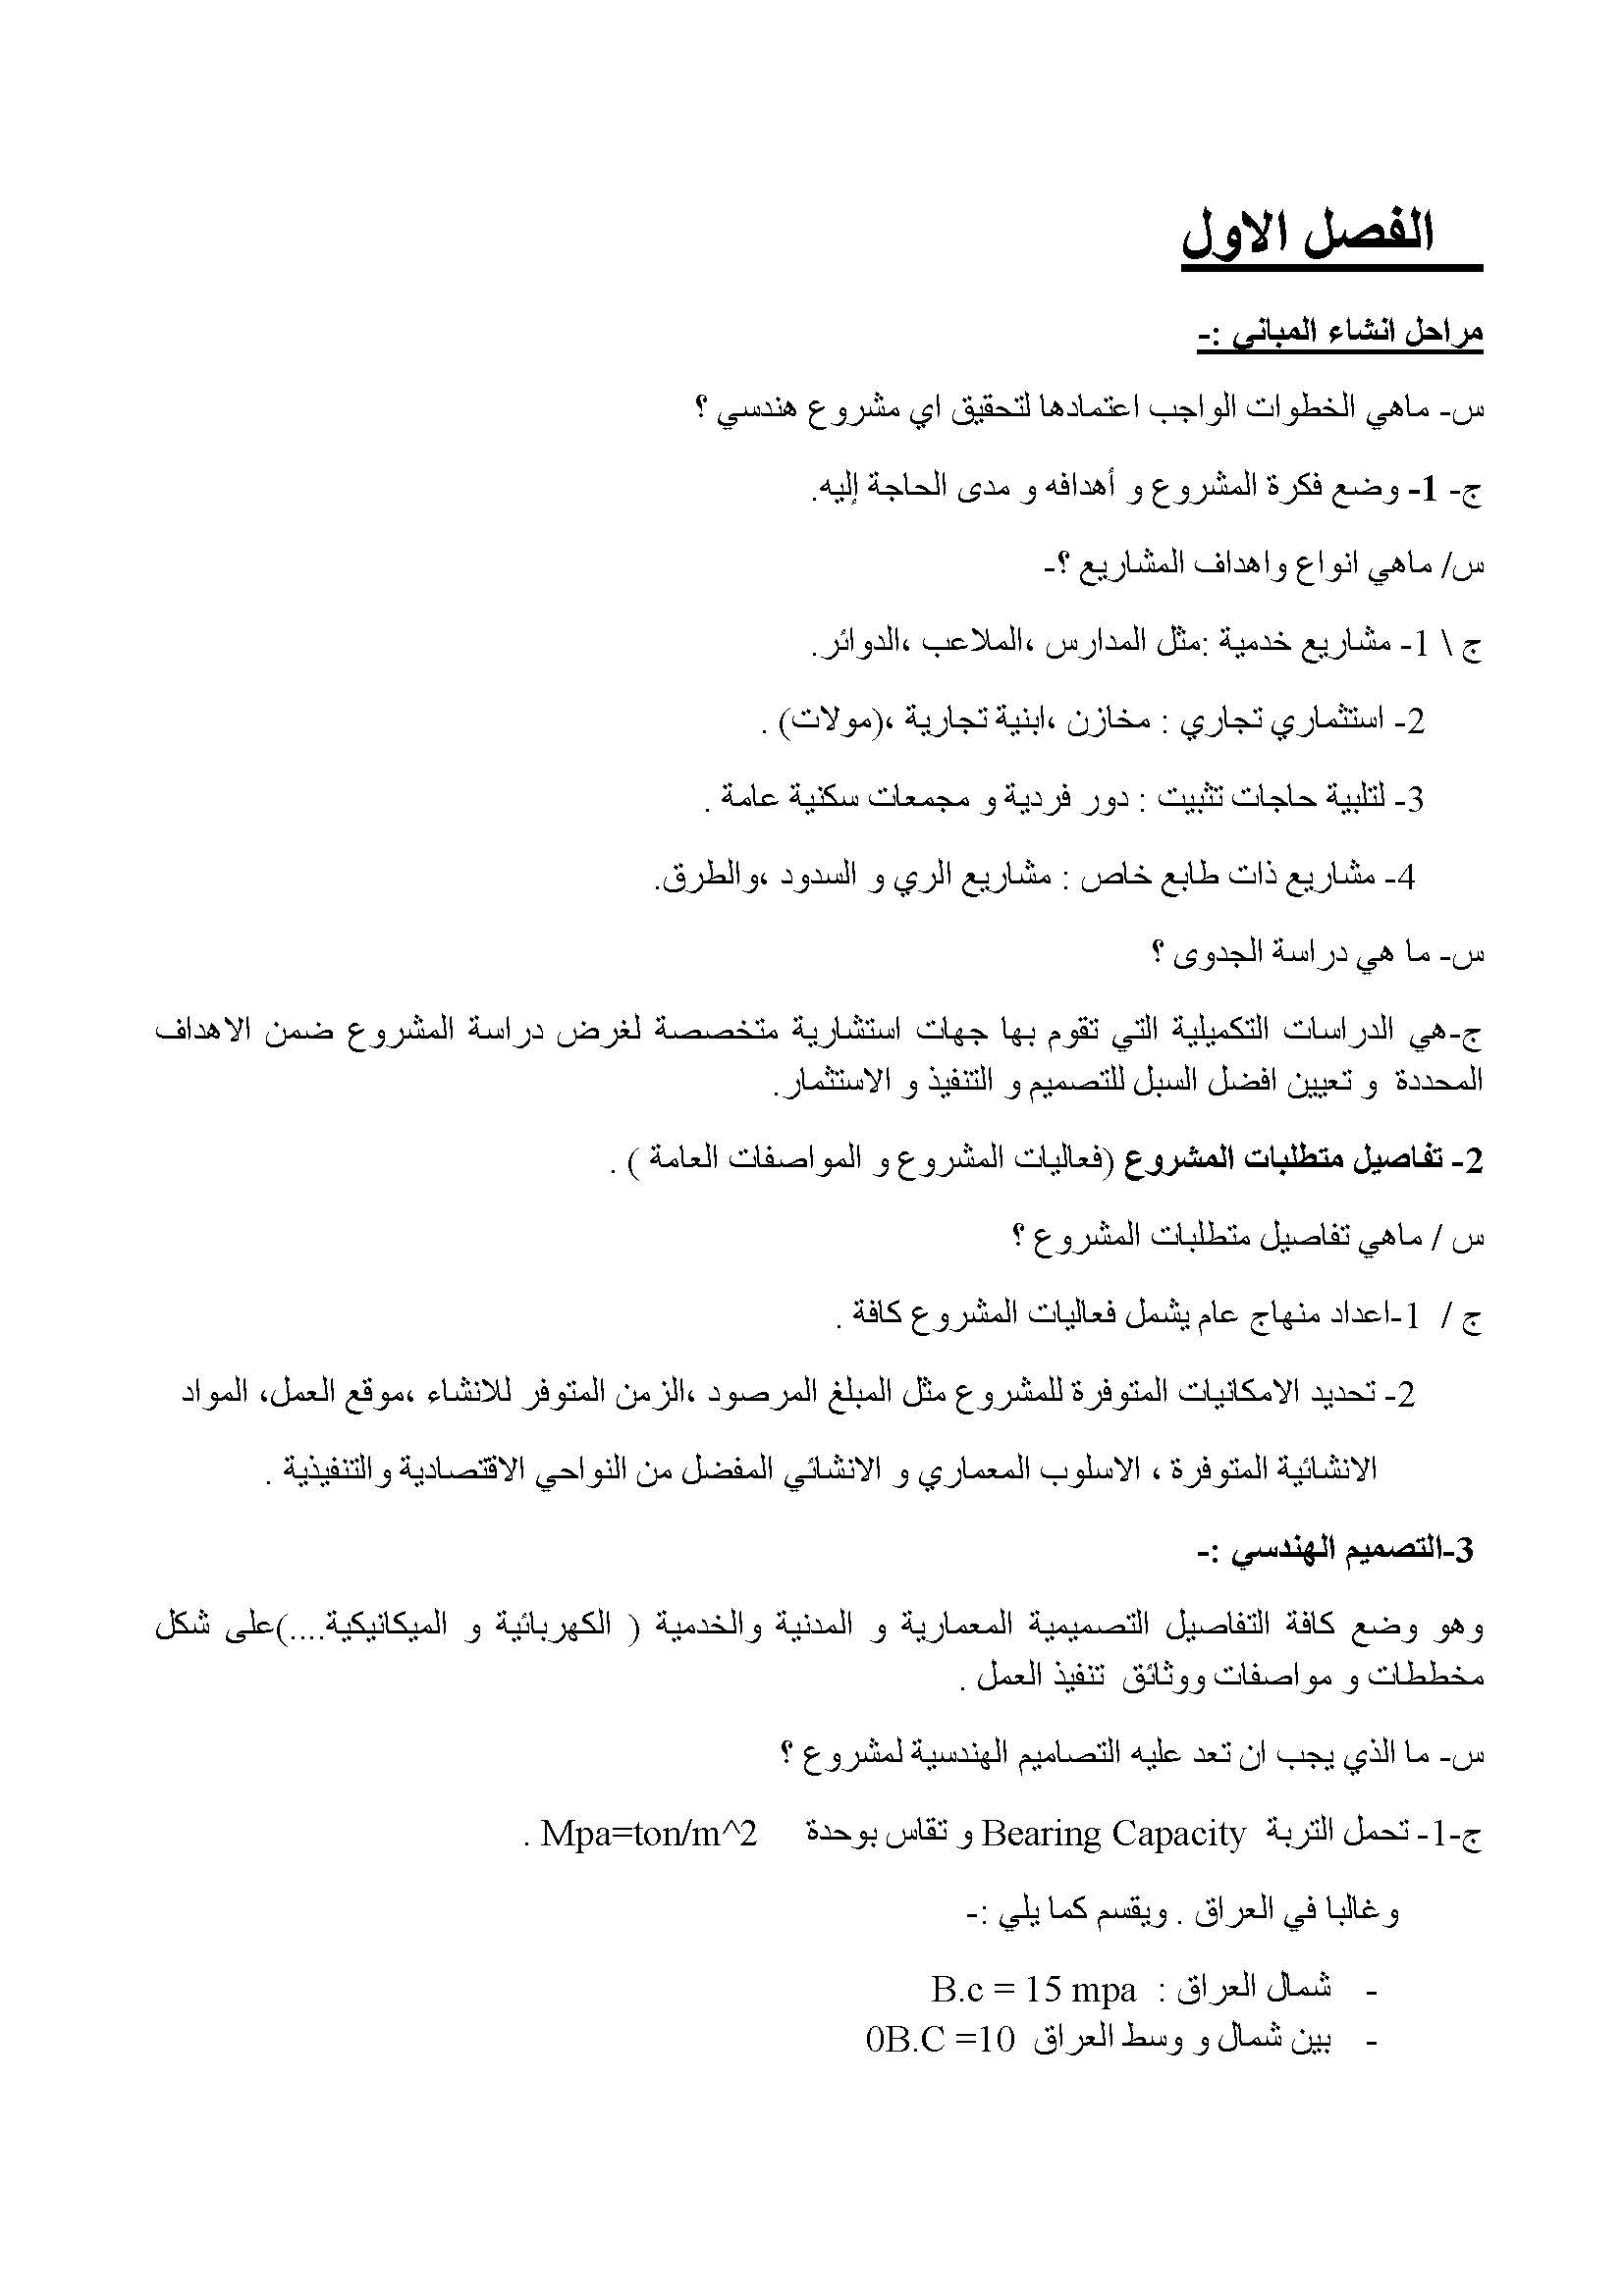 الفصل الاول
مراحل انشاء المباني :-
س- ماهي الخطوات الواجب اعتمادها لتحقيق اي مشروع هندسي ؟
ج- 1- وضع فكرة المشروع و أهدافه و مدى الحاجة إليه.
س/ ماهي انواع واهداف المشاريع ؟-
ج \ 1- مشاريع خدمية :مثل المدارس ،الملاعب ،الدوائر.
2- استثماري تجاري : مخازن ،ابنية تجارية ،(مولات) .
3- لتلبية حاجات تثبيت : دور فردية و مجمعات سكنية عامة .
4- مشاريع ذات طابع خاص : مشاريع الري و السدود ،والطرق.
س- ما هي دراسة الجدوى ؟
ج-هي الدراسات التكميلية التي تقوم بها جهات استشارية متخصصة لغرض دراسة المشروع ضمن الاهداف
المحددة و تعيين افضل السبل للتصميم و التنفيذ و الاستثمار.
2- تفاصيل متطلبات المشروع (فعاليات المشروع و المواصفات العامة ) .
س / ماهي تفاصيل متطلبات المشروع ؟
ج / 1-اعداد منهاج عام يشمل فعاليات المشروع كافة .
2- تحديد الامكانيات المتوفرة للمشروع مثل المبلغ المرصود ،الزمن المتوفر للانشاء ،موقع العمل، المواد
الانشائية المتوفرة ، الاسلوب المعماري و الانشائي المفضل من النواحي الاقتصادية والتنفيذية .
3-التصميم الهندسي :-
وهو وضع كافة التفاصيل التصميمية المعمارية و المدنية والخدمية ( الكهربائية و الميكانيكية....)على شكل
مخططات و مواصفات ووثائق تنفيذ العمل .
س- ما الذي يجب ان تعد عليه التصاميم الهندسية لمشروع ؟
ج-1- تحمل التربة Bearing Capacity و تقاس بوحدة Mpa=ton/m^2 .
وغالبا في العراق . ويقسم كما يلي :-
- شمال العراق : B.c = 15 mpa
- بين شمال و وسط العراق 0B.C =10